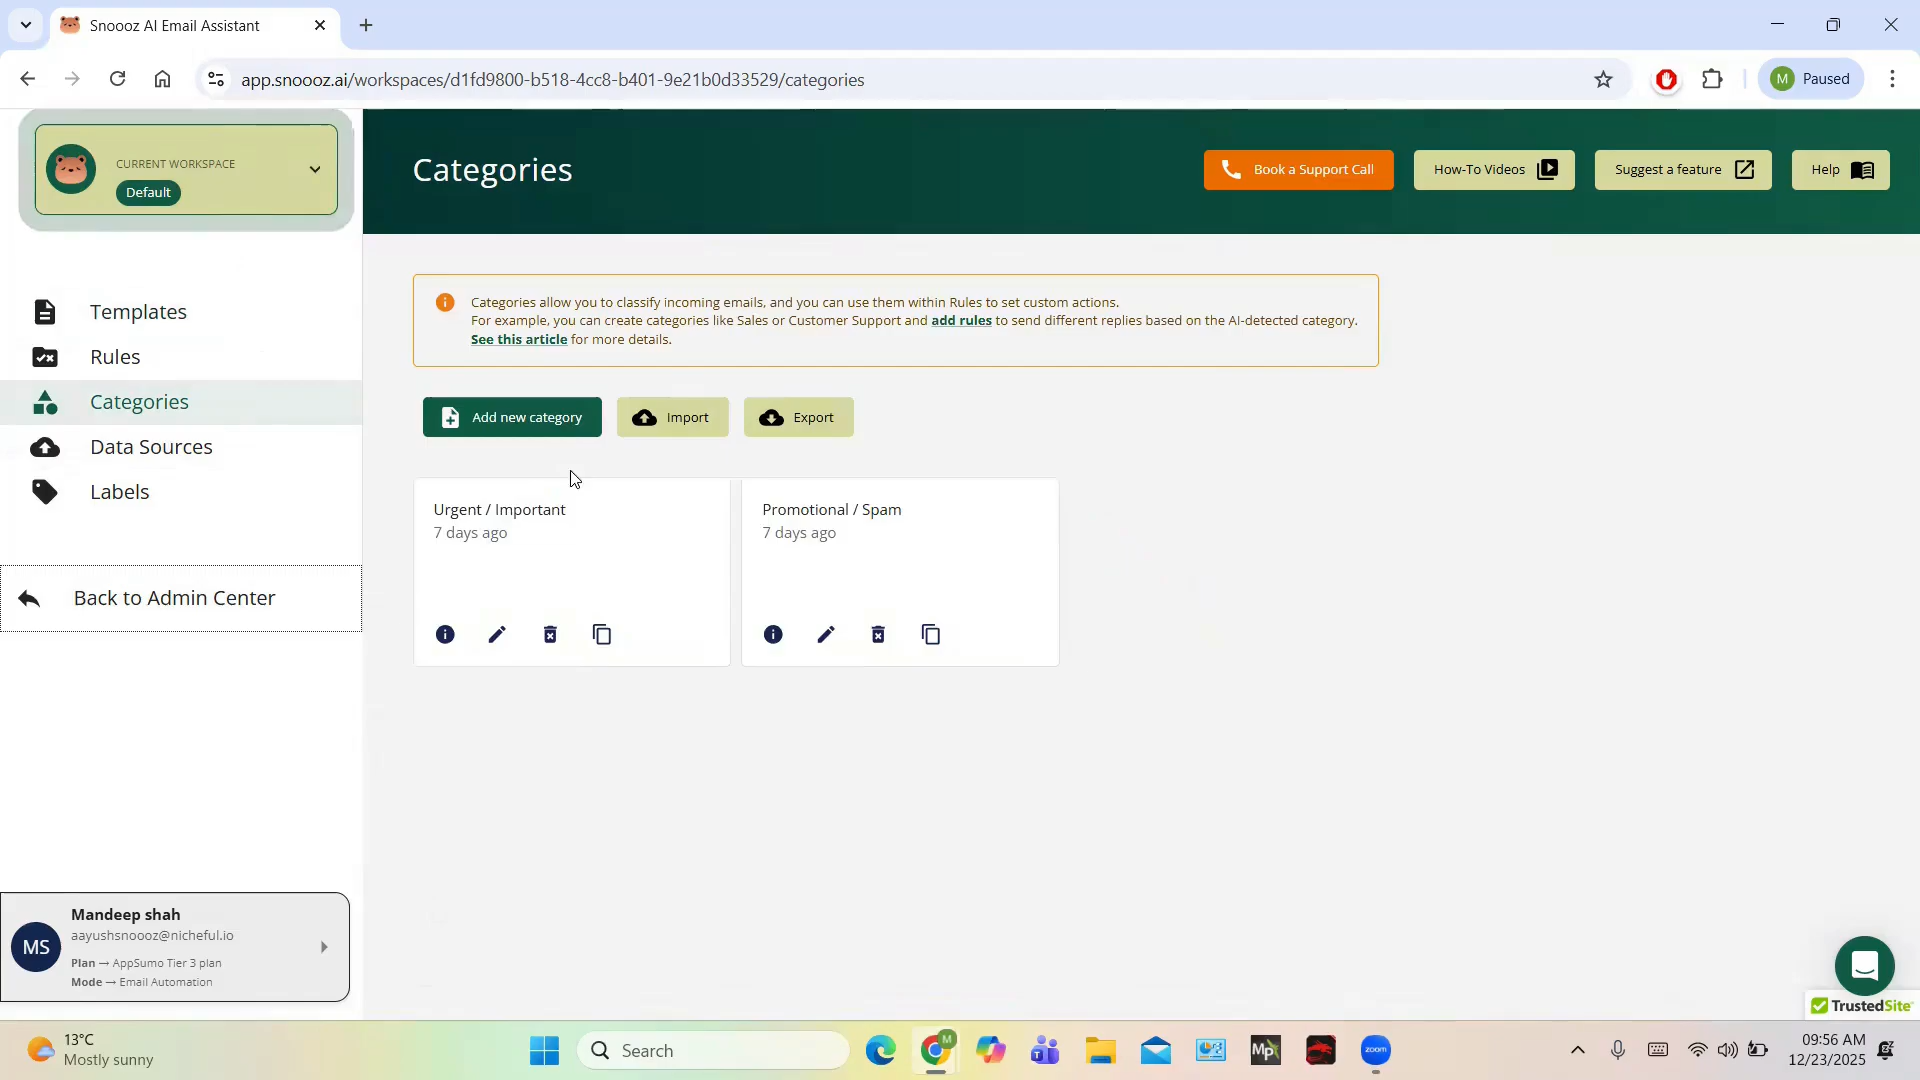 Snoooz AI Email Assistant
app.snoooz.ai/workspaces/d1fd9800-b518-4cc8-b401-9e21b0d33529/categories
M
Paused
CURRENT WORKSPACE
Default
Categories
Book a Support Call
How-To Videos
Suggest a feature
Help
Categories allow you to classify incoming emails, and you can use them within Rules to set custom actions.
For example, you can create categories like Sales or Customer Support and add rules to send different replies based on the AI-detected category.
See this article for more details.
Templates
Rules
Categories
Data Sources
Labels
Back to Admin Center
Add new category
Import
Export
Urgent / Important
7 days ago
Promotional / Spam
7 days ago
MS
Mandeep shah
aayushsnoooz@nicheful.io
Plan → AppSumo Tier 3 plan
Mode → Email Automation
TrustedSite
13°C
Mostly sunny
Search
M
T
Mp
zoom
09:56 AM
12/23/2025